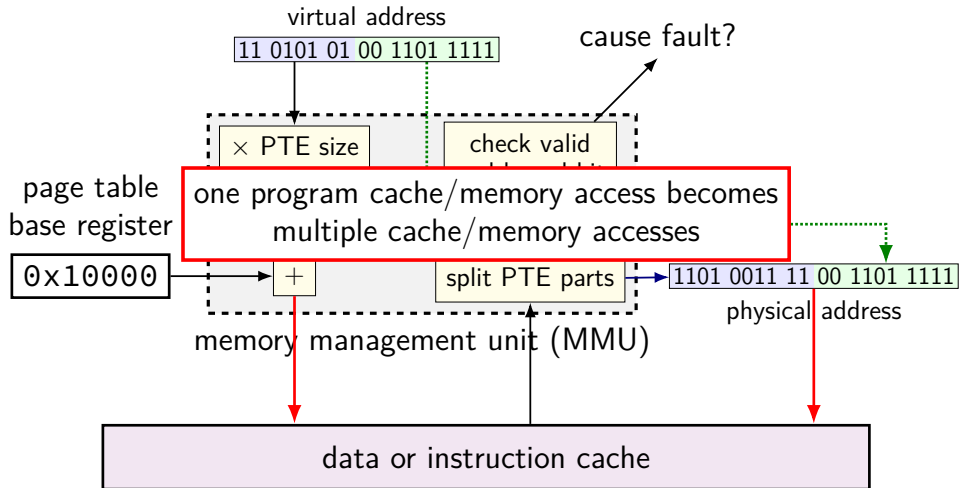 virtual address
11 0101 01 00 1101 1111
cause fault?
× PTE size
check valid
page table
base register
one program cache/memory access becomes
multiple cache/memory accesses
0x10000
+
split PTE parts
1101 0011 11 00 1101 1111
physical address
memory management unit (MMU)
data or instruction cache